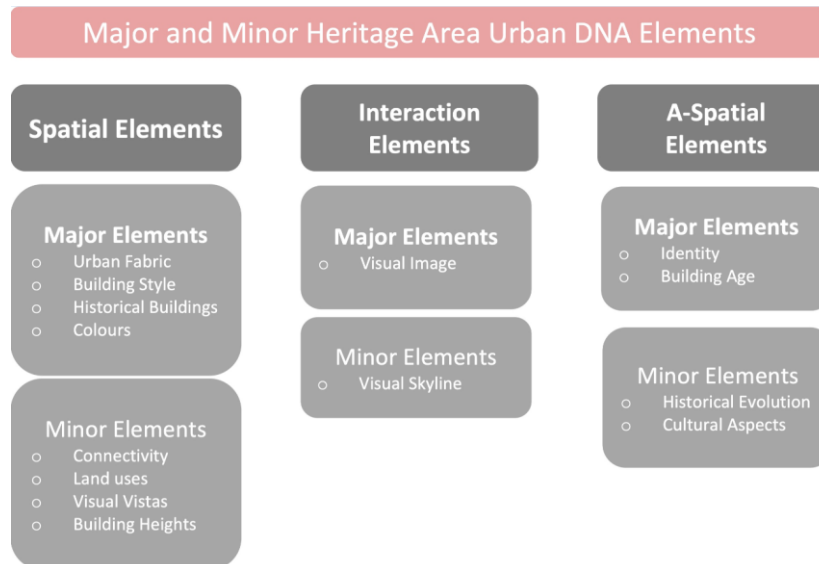 Major and Minor Heritage Area Urban DNA Elements
Spatial Elements
Major Elements
Urban Fabric
Building Style
Historical Buildings
Colours
Minor Elements
Connectivity
Land uses
Visual Vistas
Building Heights
Interaction
Elements
Major Elements
Visual Image
Minor Elements
Visual Skyline
A-Spatial
Elements
Major Elements
Identity
Building Age
Minor Elements
Historical Evolution
Cultural Aspects